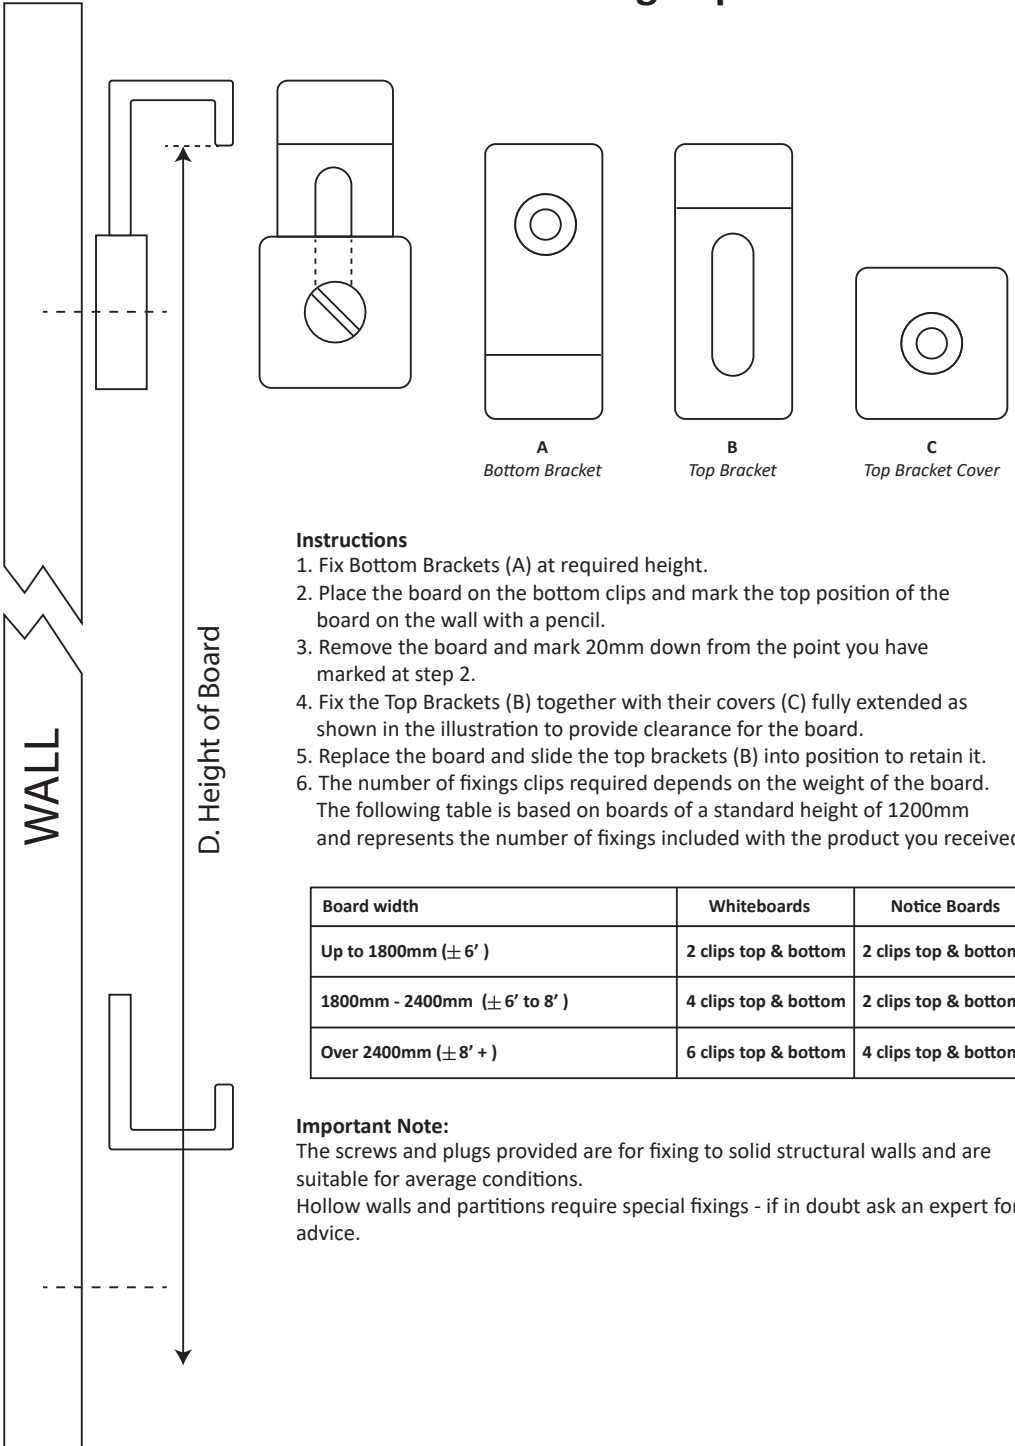 A
Bottom Bracket
B
Top Bracket
C
Top Bracket Cover
Instructions
1. Fix Bottom Brackets (A) at required height.
2. Place the board on the bottom clips and mark the top position of the
board on the wall with a pencil.
3. Remove the board and mark 20mm down from the point you have
marked at step 2.
4. Fix the Top Brackets (B) together with their covers (C) fully extended as
shown in the illustration to provide clearance for the board.
5. Replace the board and slide the top brackets (B) into position to retain it.
6. The number of fixings clips required depends on the weight of the board.
The following table is based on boards of a standard height of 1200mm
and represents the number of fixings included with the product you received
WALL
D. Height of Board
Board width Whiteboards Notice Boards
Up to 1800mm (± 6’ ) 2 clips top & bottom 2 clips top & bottom
1800mm - 2400mm (± 6’ to 8’ ) 4 clips top & bottom 2 clips top & bottom
Over 2400mm (± 8’ + ) 6 clips top & bottom 4 clips top & bottom
Important Note:
The screws and plugs provided are for fixing to solid structural walls and are
suitable for average conditions.
Hollow walls and partitions require special fixings - if in doubt ask an expert for
advice.